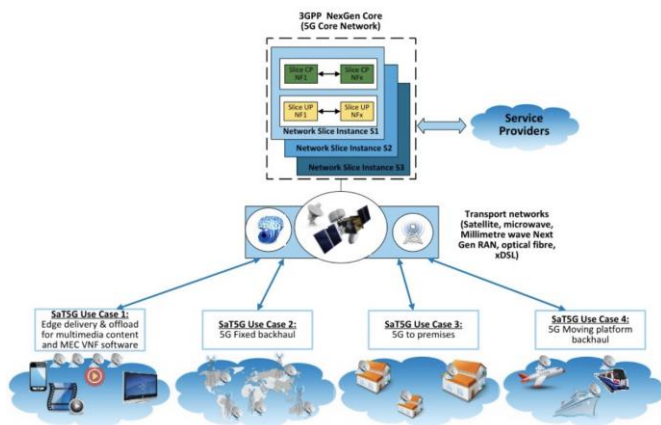 3GPP NexGen Core
(5G Core Network)
Slice CP
NF1
Slice CP
NFx
Slice UP
NF1
Slice UP
NFx
Network Slice Instance S1
Network Slice Instance S2
Network Slice Instance S3
Service
Providers
Transport networks
(Satellite, microwave,
Millimetre wave Next
Gen RAN, optical fibre,
xDSL)
SaT5G Use Case 1:
Edge delivery & offload
for multimedia content
and MEC VNF software
SaT5G Use Case 2:
5G Fixed backhaul
SaT5G Use Case 3:
5G to premises
SaT5G Use Case 4:
5G Moving platform
backhaul